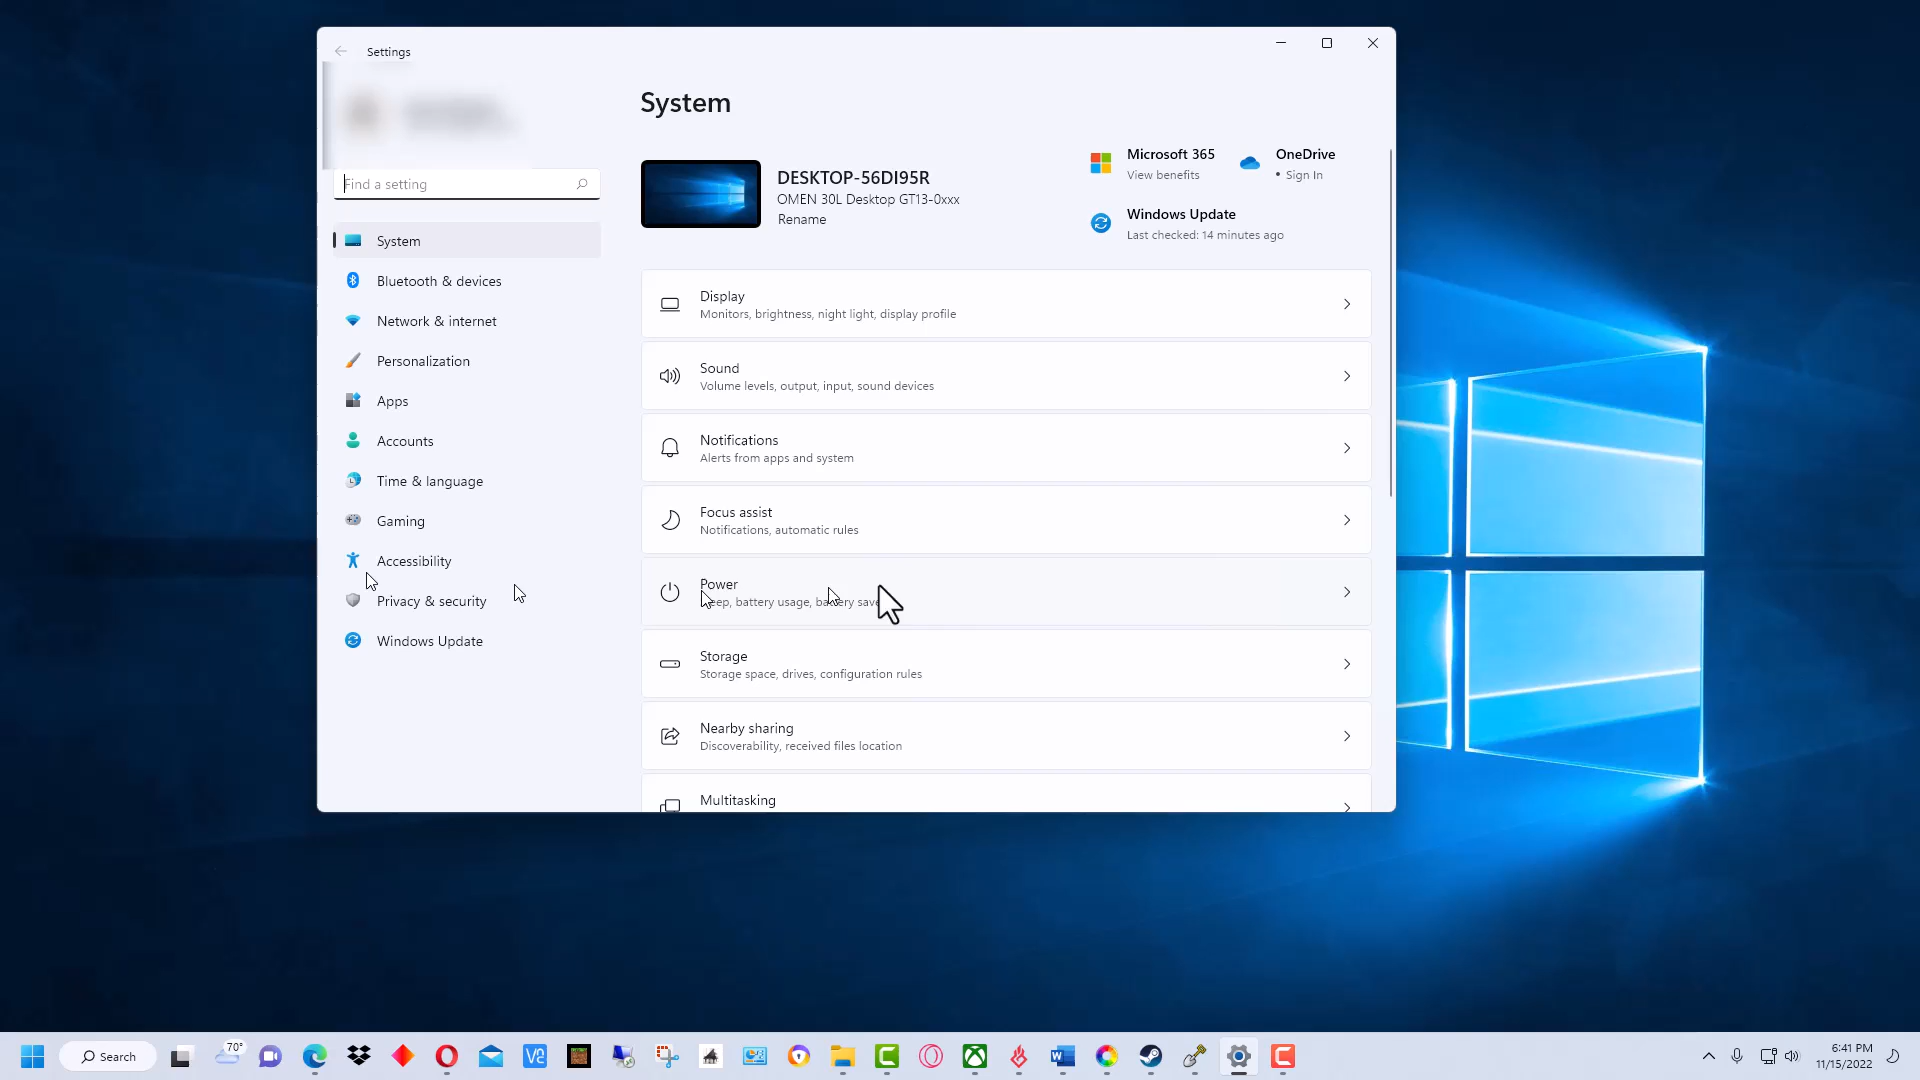 Settings
Find a setting
System
Bluetooth & devices
Network & internet
Personalization
Apps
Accounts
Time & language
Gaming
Accessibility
Privacy & security
Windows Update
System
DESKTOP-56DI95R
OMEN 30L Desktop GT13-0xxx
Rename
Microsoft 365
View benefits
OneDrive
• Sign In
Windows Update
Last checked: 14 minutes ago
Display
Monitors, brightness, night light, display profile
Sound
Volume levels, output, input, sound devices
Notifications
Alerts from apps and system
Focus assist
Notifications, automatic rules
Power
battery usage,
Storage
Storage space, drives, configuration rules
Nearby sharing
Discoverability, received files location
Multitasking
Search
70°
V2
W
6:41 PM
11/15/2022